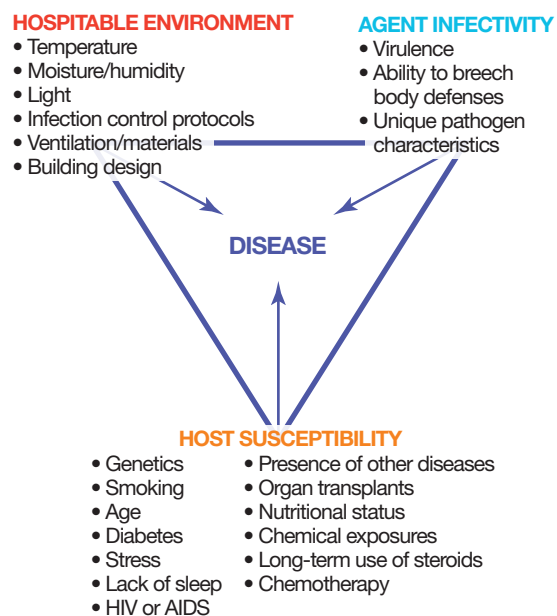 HOSPITABLE ENVIRONMENT
• Temperature
• Moisture/humidity
• Light
• Infection control protocols
• Ventilation/materials
• Building design
AGENT INFECTIVITY
• Virulence
• Ability to breech
body defenses
• Unique pathogen
characteristics
DISEASE
HOST SUSCEPTIBILITY
• Genetics
• Smoking
• Age
• Diabetes
• Stress
• Lack of sleep
• HIV or AIDS
• Presence of other diseases
• Organ transplants
• Nutritional status
• Chemical exposures
• Long-term use of steroids
• Chemotherapy